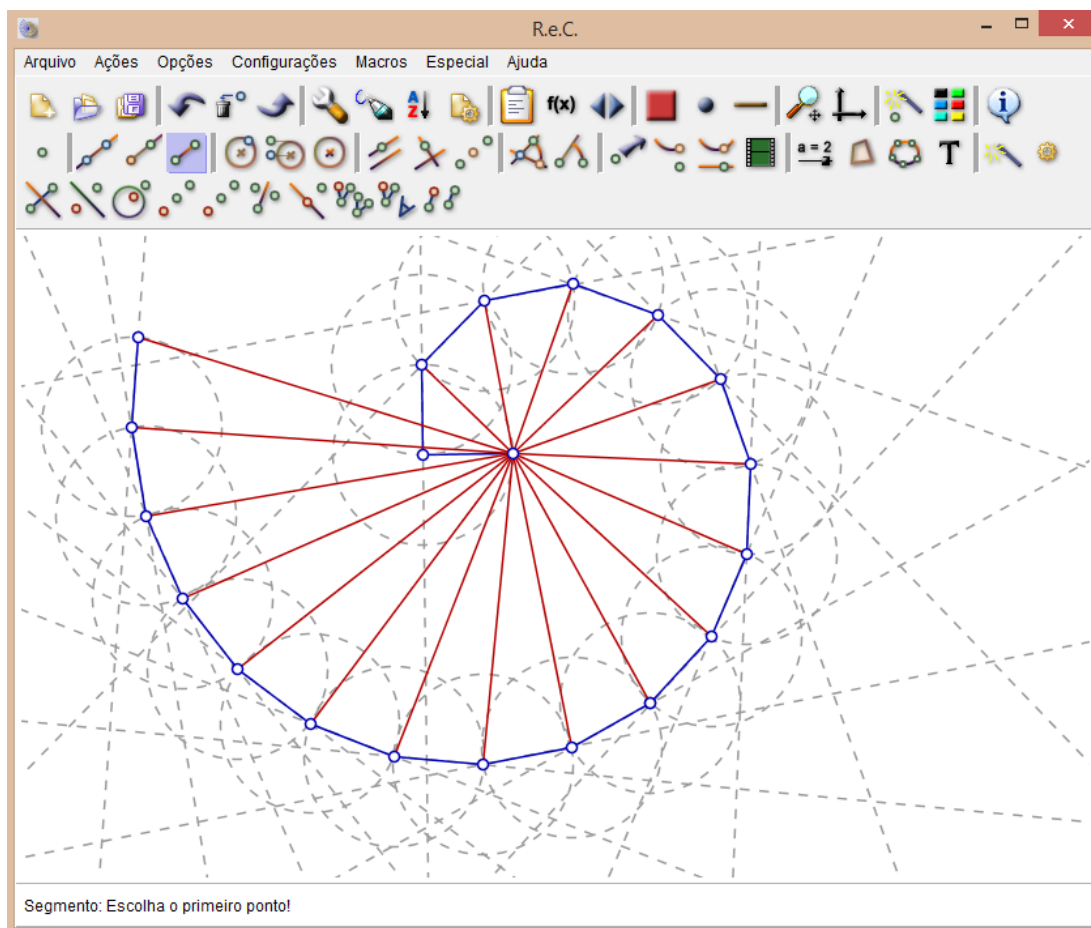 R.e.C.
Arquivo Ações Opções Configurações Macros Especial Ajuda
A Z f(x)
a = 2 T
Segmento: Escolha o primeiro ponto!